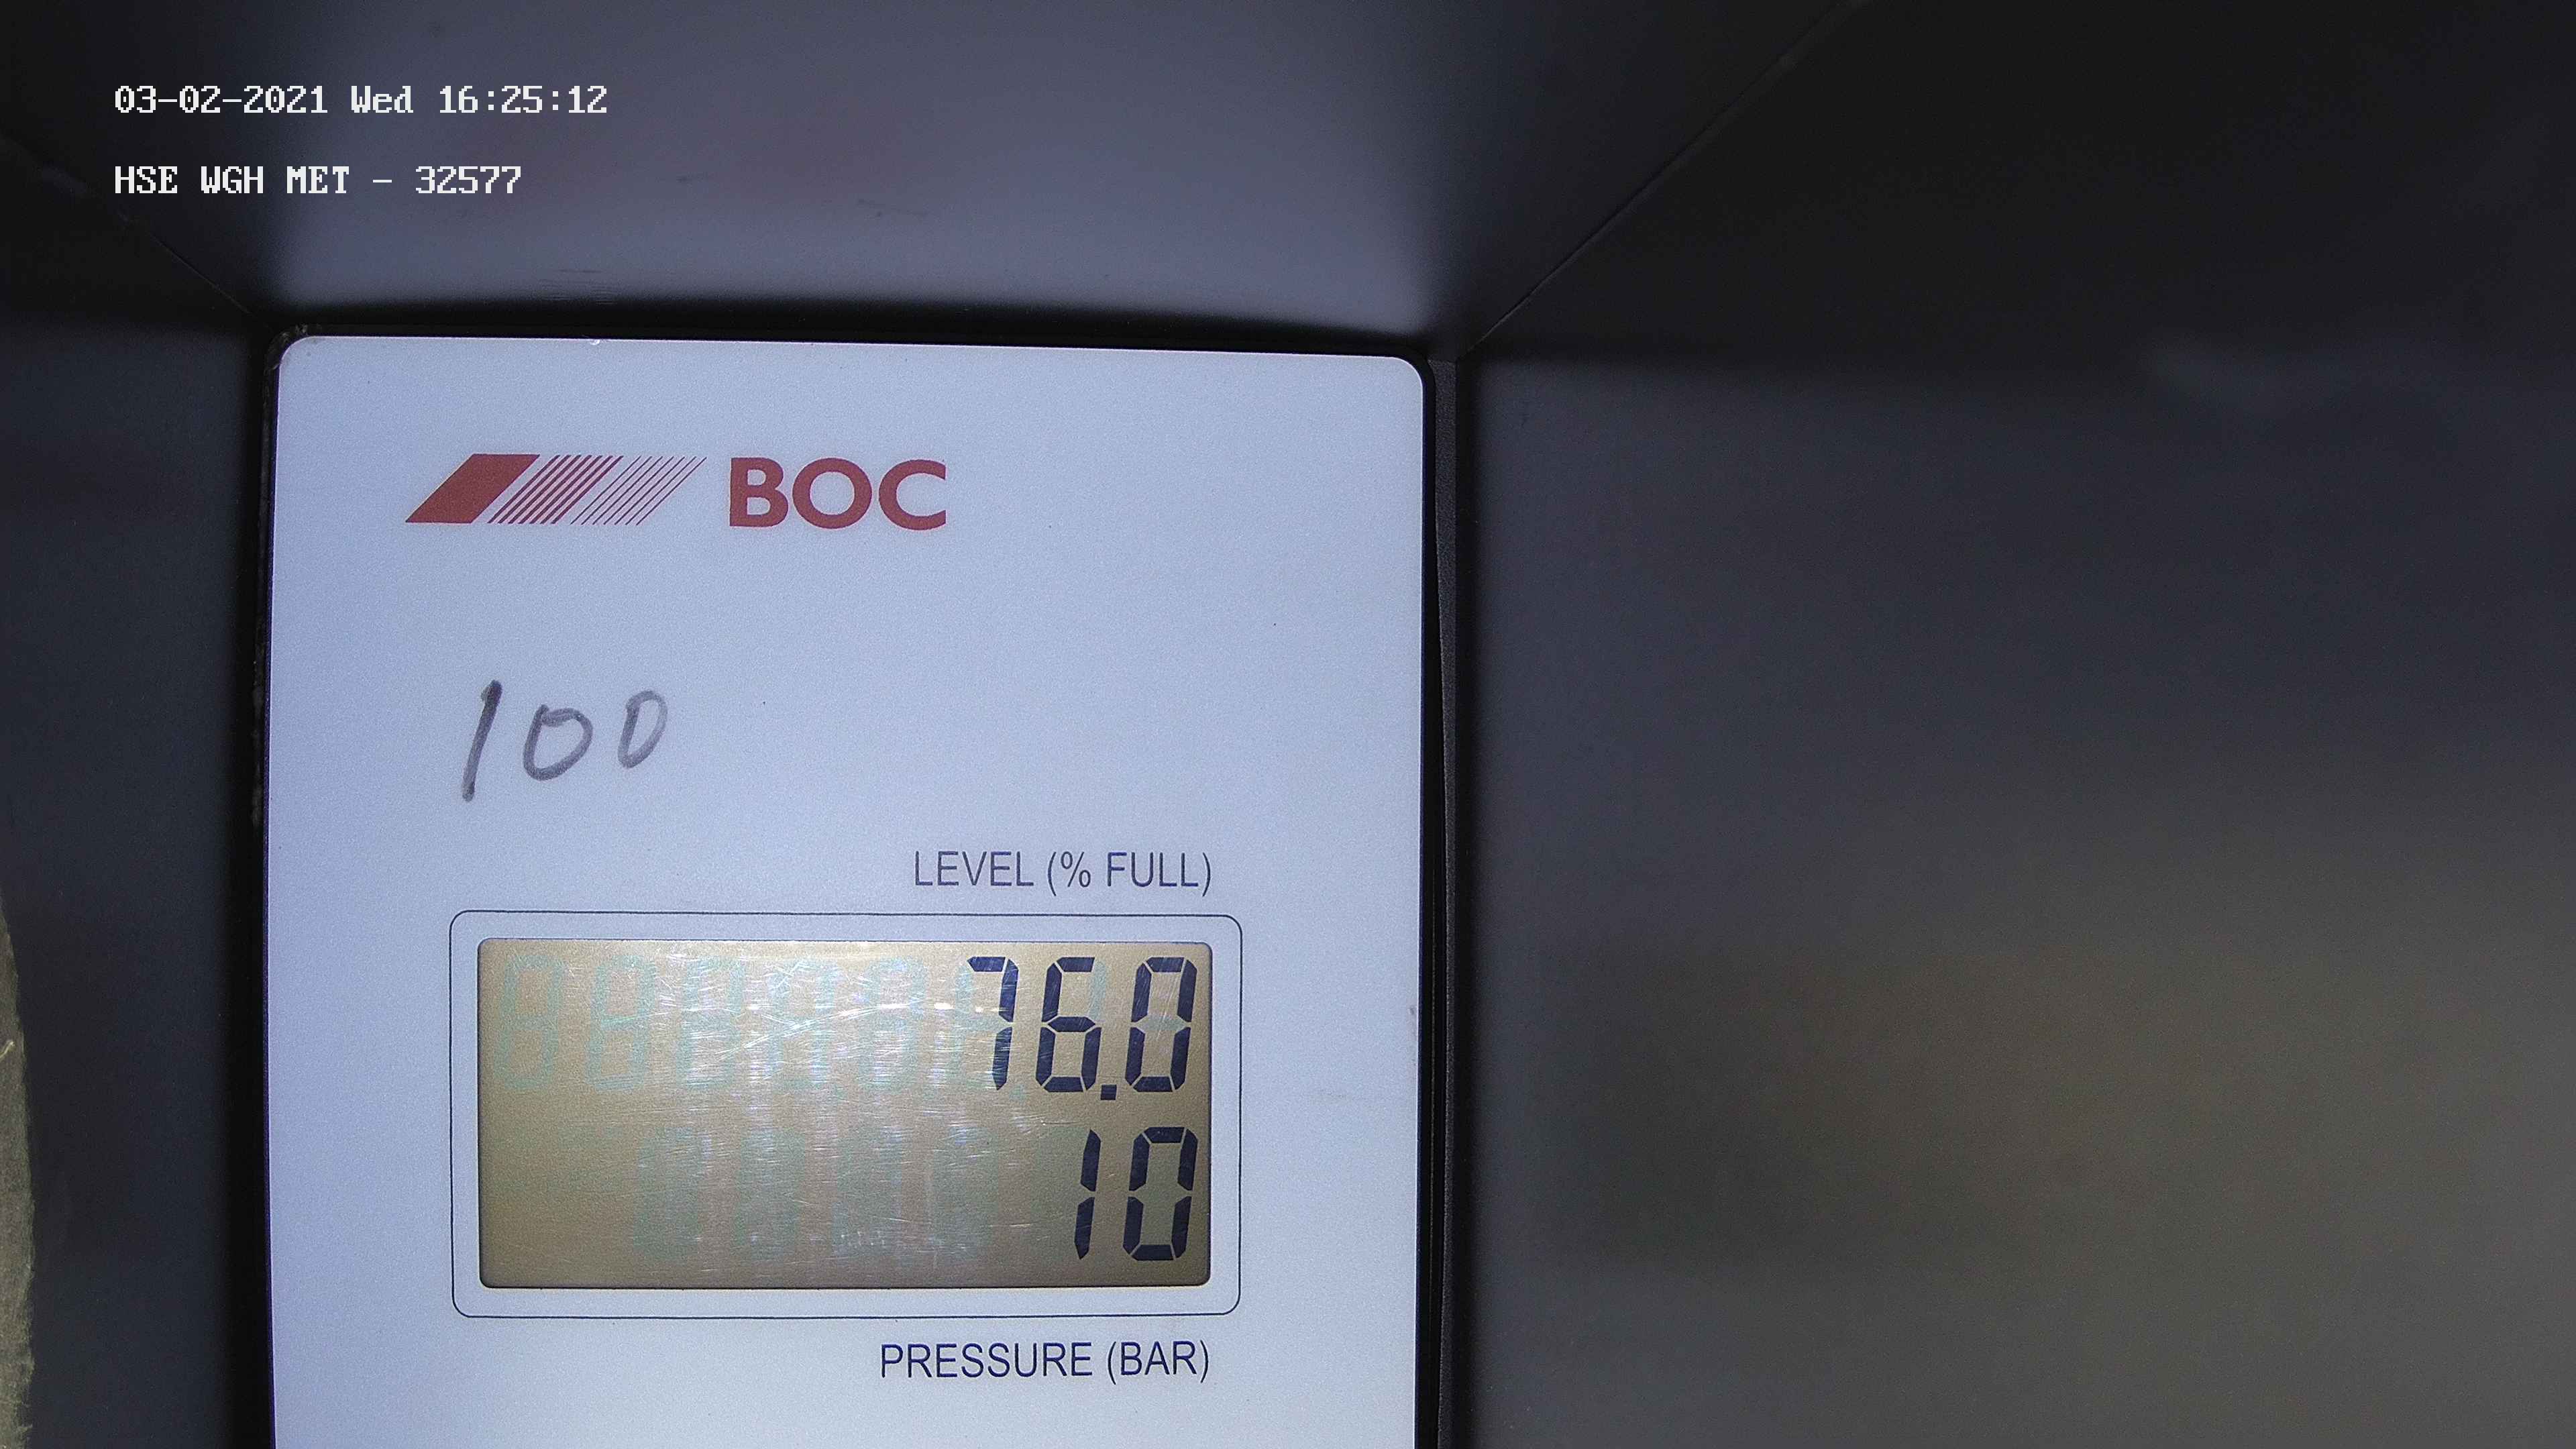 03-02-2021 Wed 16:25:12
HSE WGH MET - 32577
BOC
100
LEVEL (% FULL)
76.0
10
PRESSURE (BAR)